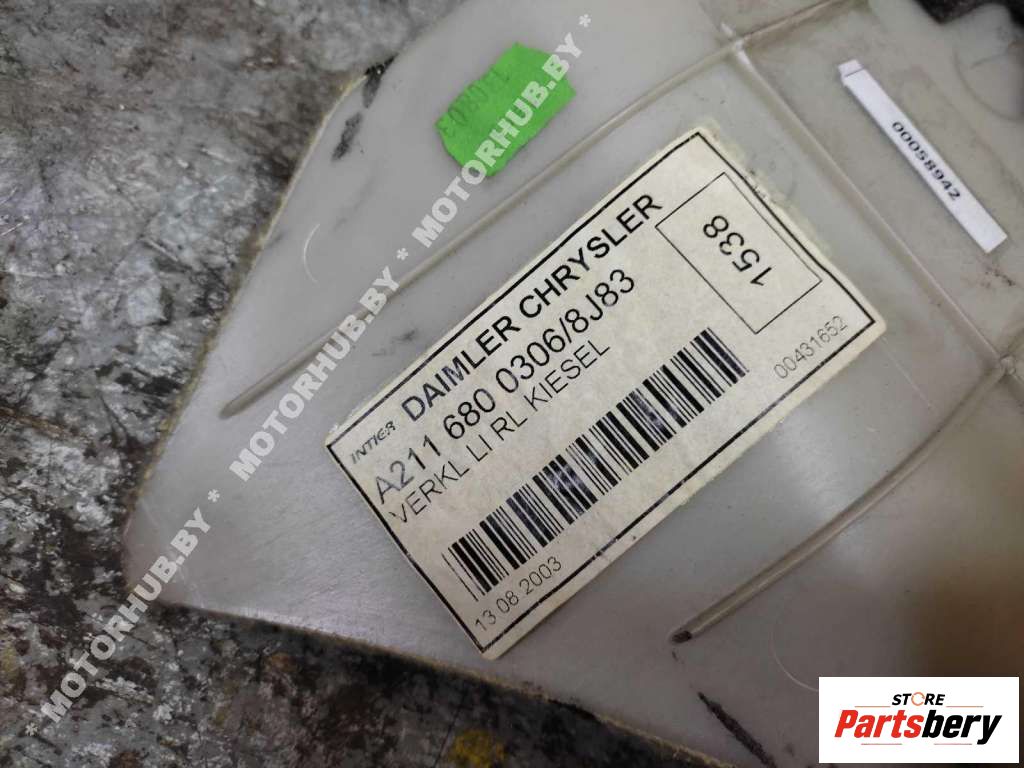 130803
00058942
INTIER DAIMLER CHRYSLER
A211 680 0306/8J83
VERKL LI RL KIESEL
1538
13.08.2003
00431652
* MOTORHUB.BY * MOTORHUB.BY * MOTORHUB.BY *
STORE
Partsbery